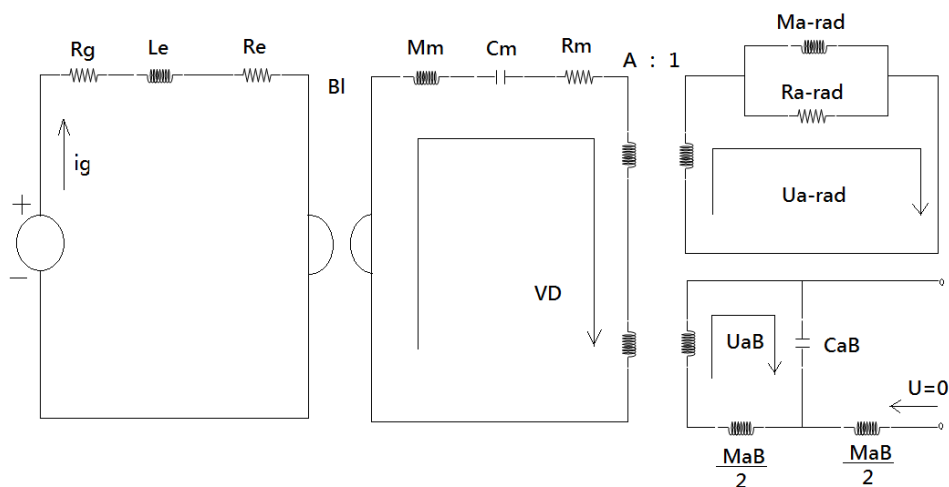 Rg
Le
Re
Bl
ig
+
—
Mm
Cm
Rm
A : 1
VD
Ma-rad
Ra-rad
Ua-rad
UaB
CaB
U=0
MaB
2
MaB
2